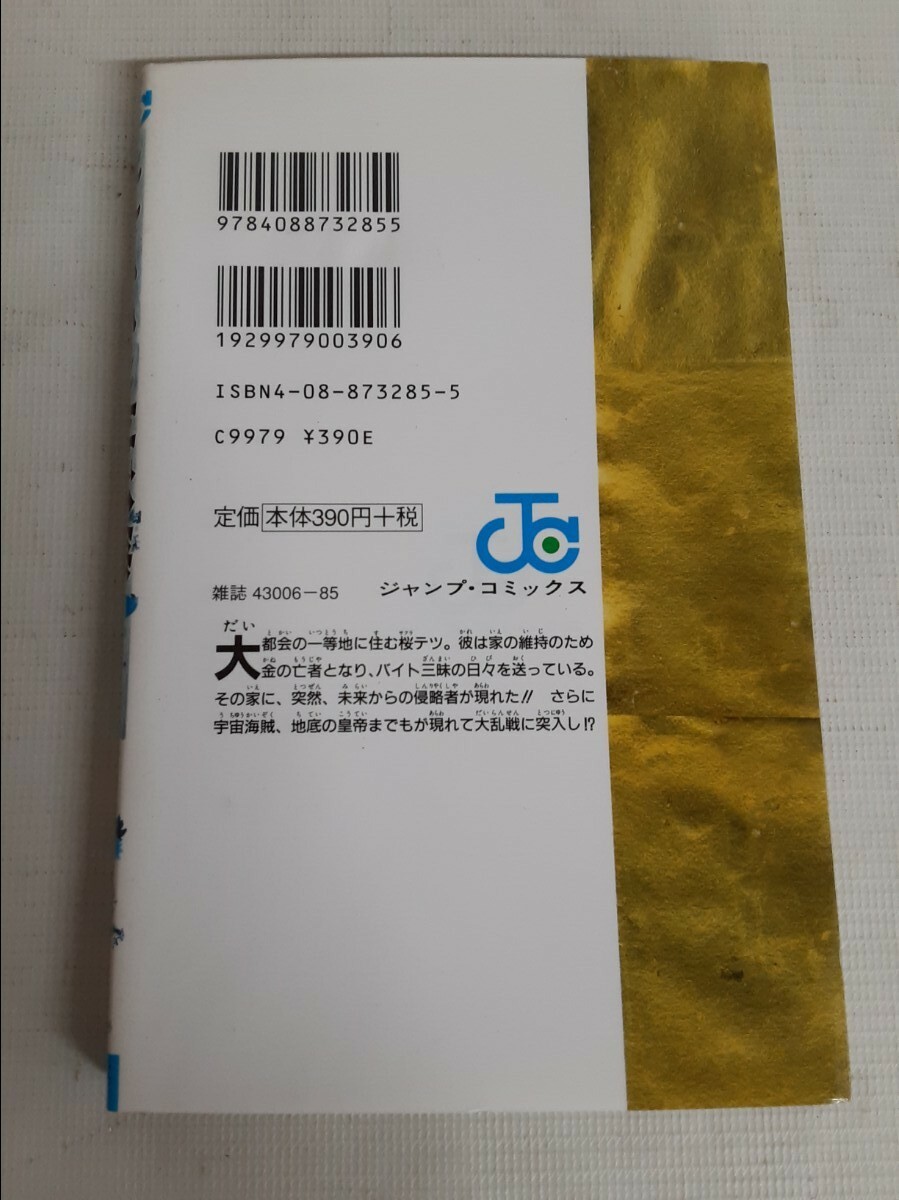 9784088732855
1929979003906
ISBN4-08-873285-5
C9979 ¥390E
定価 本体390円+税
雑誌 43006-85
ジャンプ・コミックス
大都会の一等地に住む桜テツ。彼は家の維持のため
金の亡者となり、バイト三昧の日々を送っている。
その家に、突然、未来からの侵略者が現れた!! さらに
宇宙海賊、地底の皇帝までもが現れて大乱戦に突入し!?